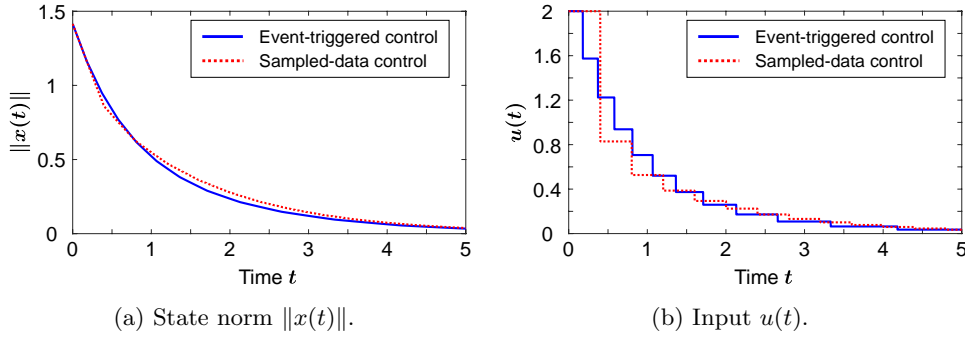 1.5
1
0.5
0
‖x(t)‖
Event-triggered control
Sampled-data control
0 1 2 3 4 5
Time t
(a) State norm ‖x(t)‖.
2
1.6
1.2
0.8
0.4
0
u(t)
Event-triggered control
Sampled-data control
0 1 2 3 4 5
Time t
(b) Input u(t).